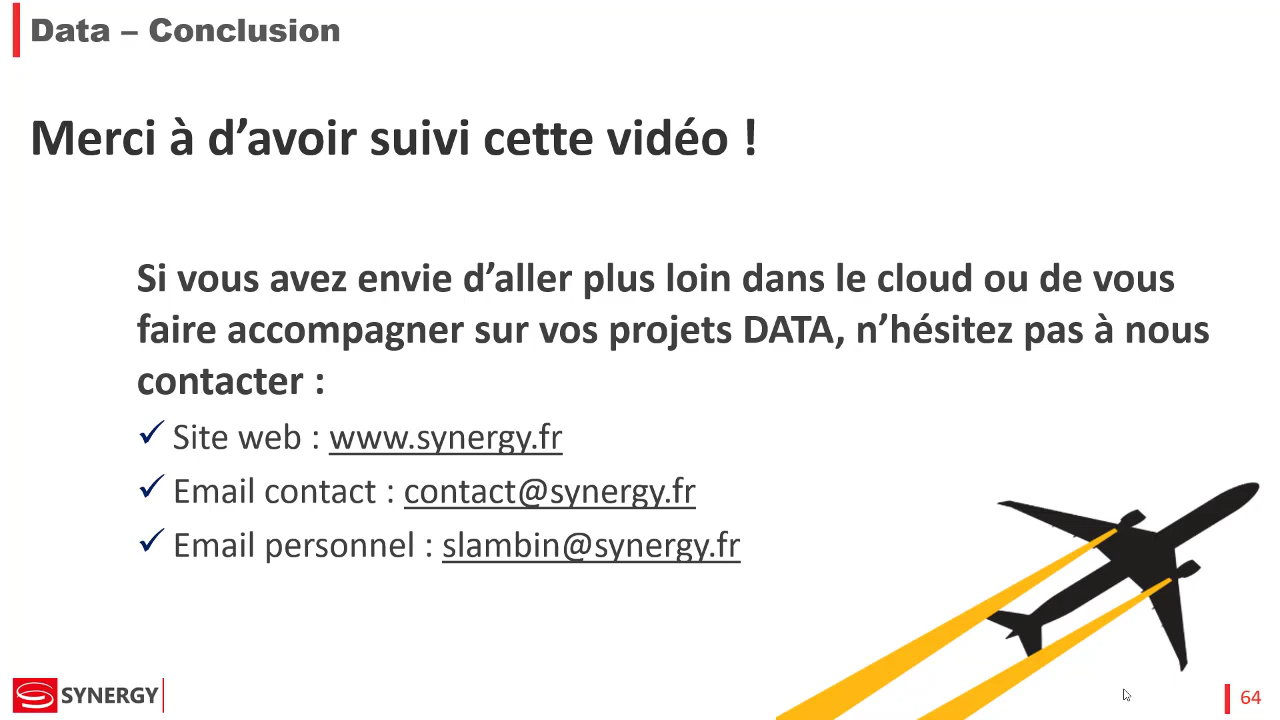 Data – Conclusion
Merci à d’avoir suivi cette vidéo !
Si vous avez envie d’aller plus loin dans le cloud ou de vous
faire accompagner sur vos projets DATA, n’hésitez pas à nous
contacter :
✓ Site web : www.synergy.fr
✓ Email contact : contact@synergy.fr
✓ Email personnel : slambin@synergy.fr
SYNERGY
64